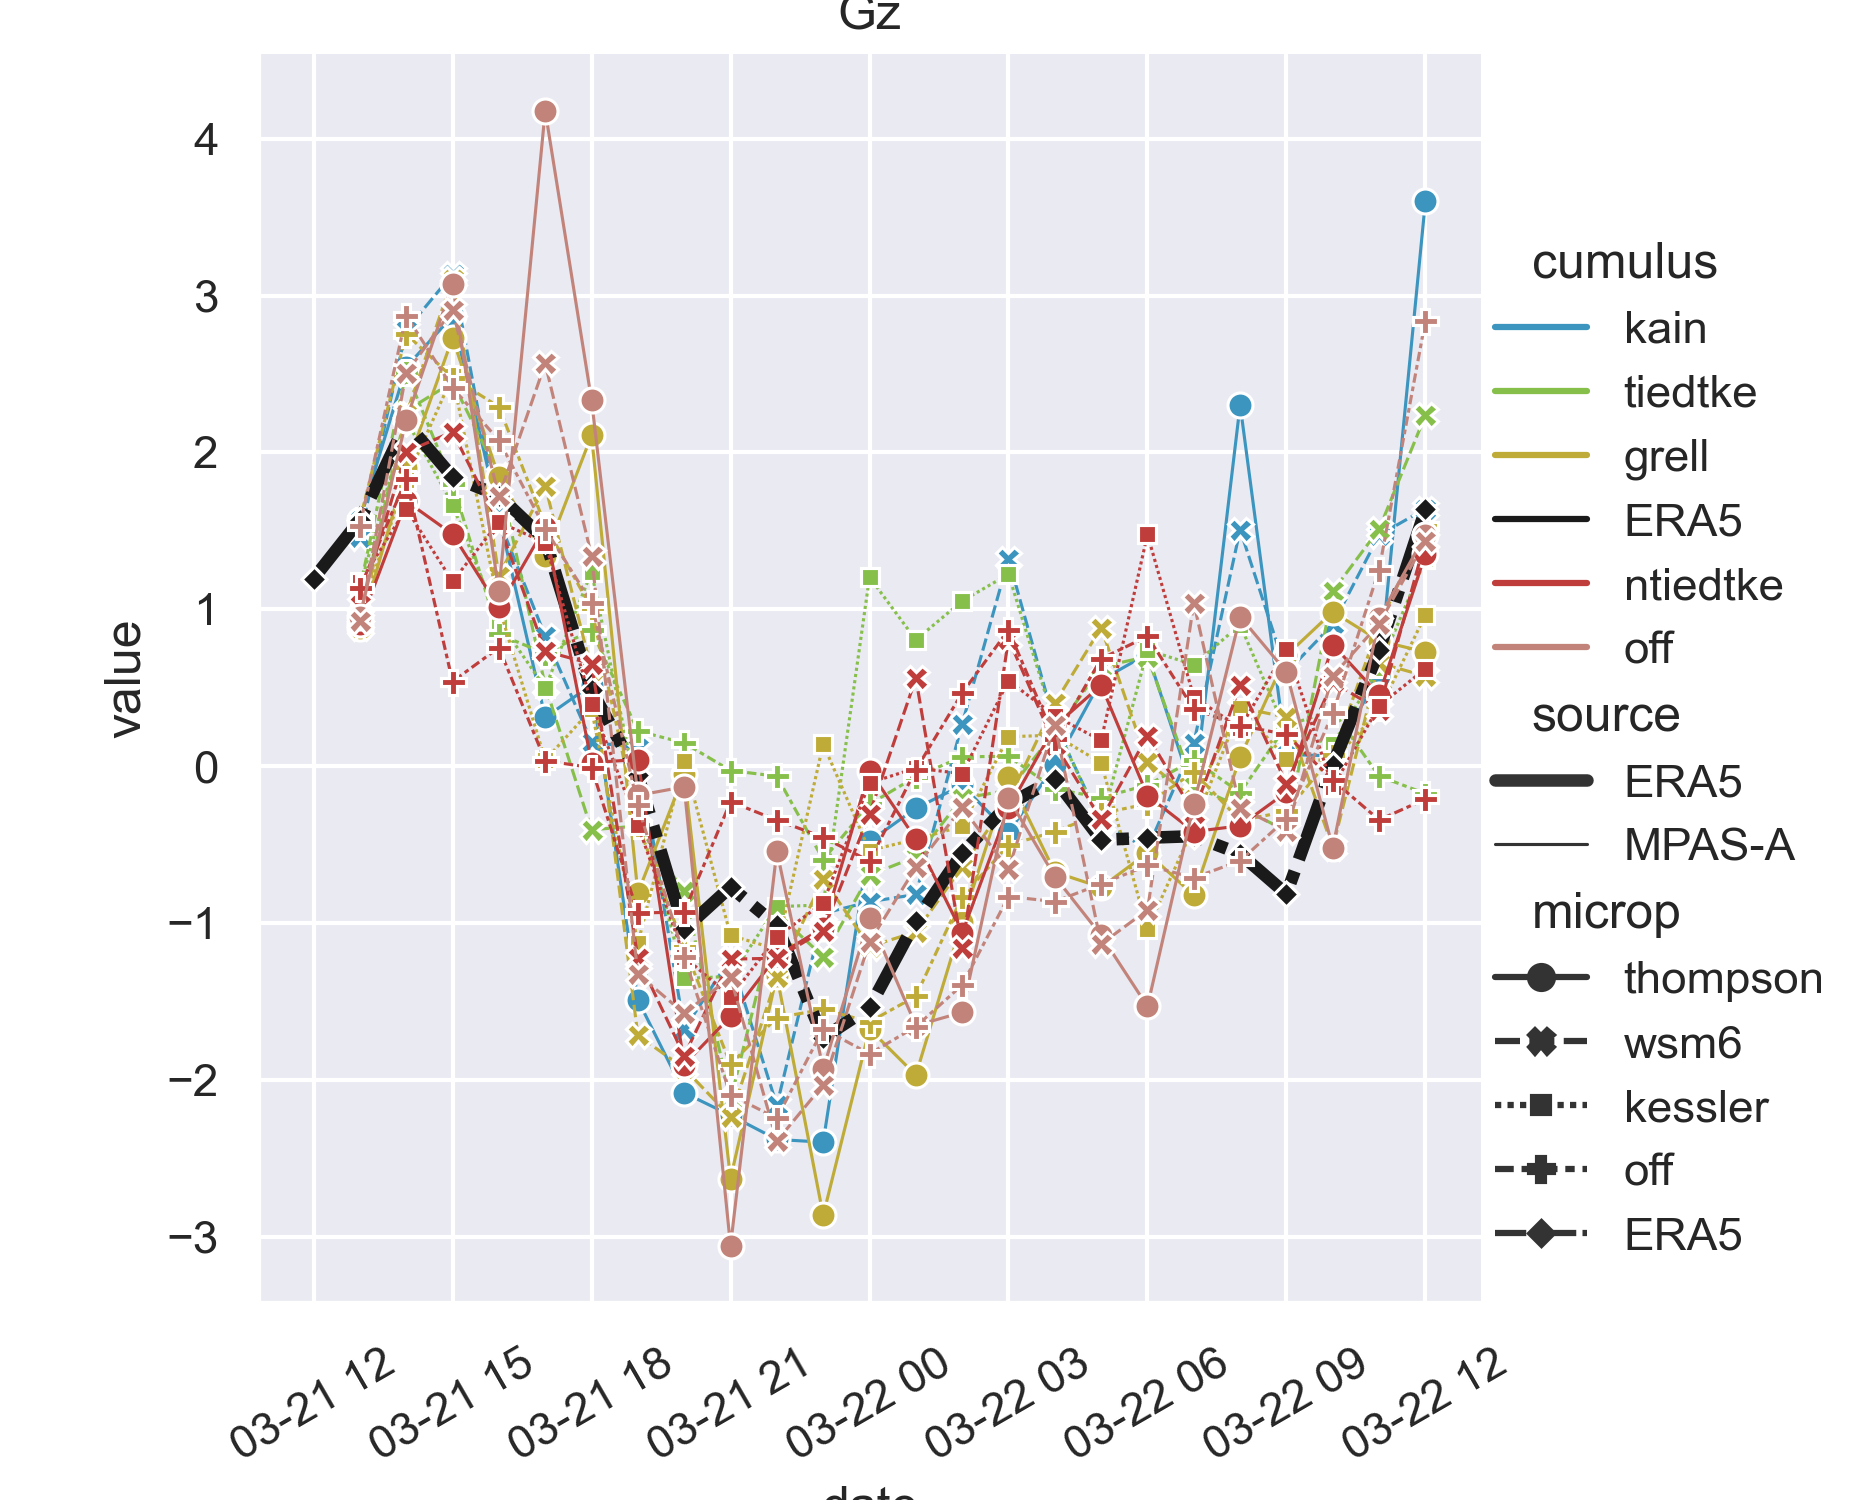 Gz
4
3
2
1
0
−1
−2
−3
value
03-21 12
03-21 15
03-21 18
03-21 21
03-22 00
03-22 03
03-22 06
03-22 09
03-22 12
date
cumulus
kain
tiedtke
grell
ERA5
ntiedtke
off
source
ERA5
MPAS-A
microp
thompson
wsm6
kessler
off
ERA5